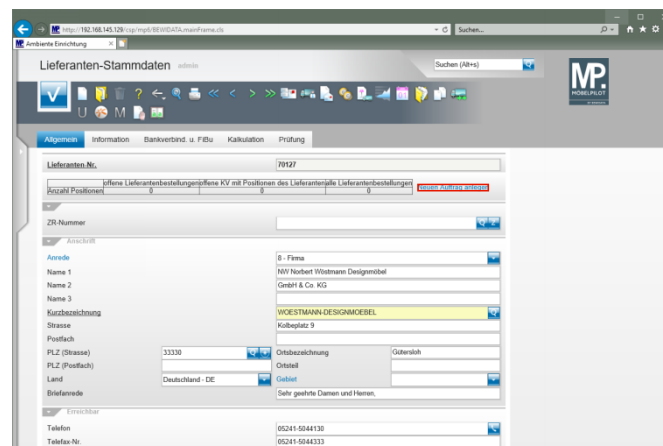 http://192.168.145.129/csp/mpf/BEWIDATA.mainFrame.cls Suchen...
Ambiente Einrichtung
Lieferanten-Stammdaten admin Suchen (Alt+s)
MP.
MÖBELPILOT
Allgemein Information Bankverbind. u. FiBu Kalkulation Prüfung
Lieferanten-Nr. 70127
offene Lieferantenbestellungen offene KV mit Positionen des Lieferanten alle Lieferantenbestellungen
Anzahl Positionen 0 0 0 Neuen Auftrag anlegen
ZR-Nummer
Anschrift
Anrede 8 - Firma
Name 1 NW Norbert Wöstmann Designmöbel
Name 2 GmbH & Co. KG
Name 3
Kurzbezeichnung WOESTMANN-DESIGNMOEBEL
Strasse Kolbeplatz 9
Postfach
PLZ (Strasse) 33330 Ortsbezeichnung Gütersloh
PLZ (Postfach) Ortsteil
Land Deutschland - DE Gebiet
Briefanrede Sehr geehrte Damen und Herren,
Erreichbar
Telefon 05241-5044130
Telefax-Nr. 05241-5044333